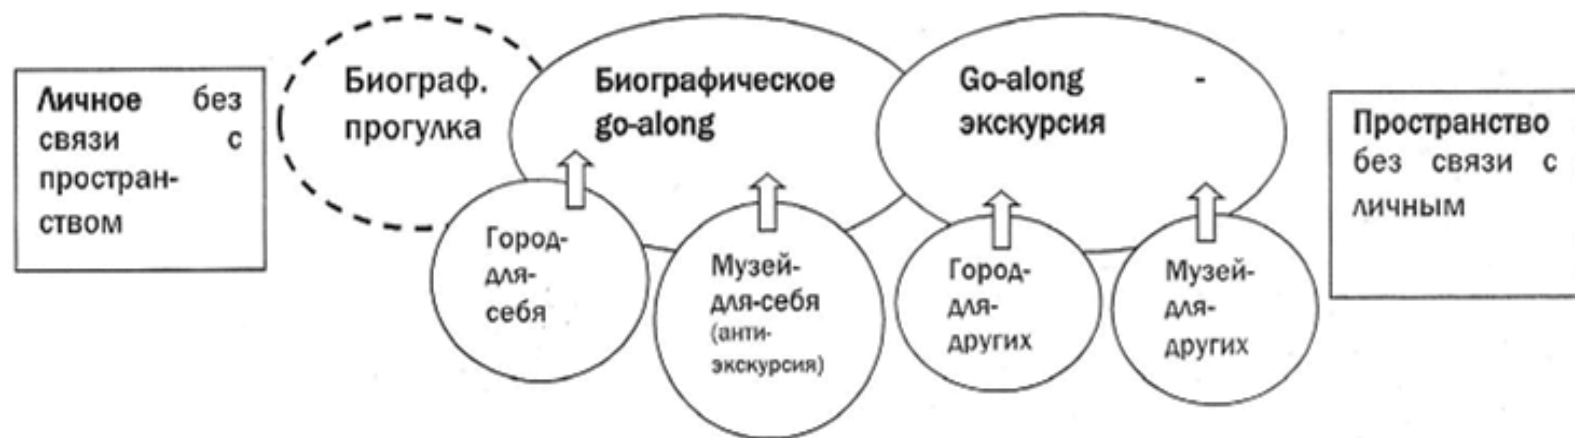 Личное без
связи с
простран-
ством
Биограф.
прогулка
Биографическое
go-along
Go-along -
экскурсия
Пространство
без связи с
личным
Город-
для-
себя
Музей-
для-себя
(анти-
экскурсия)
Город-
для-
других
Музей-
для-
других